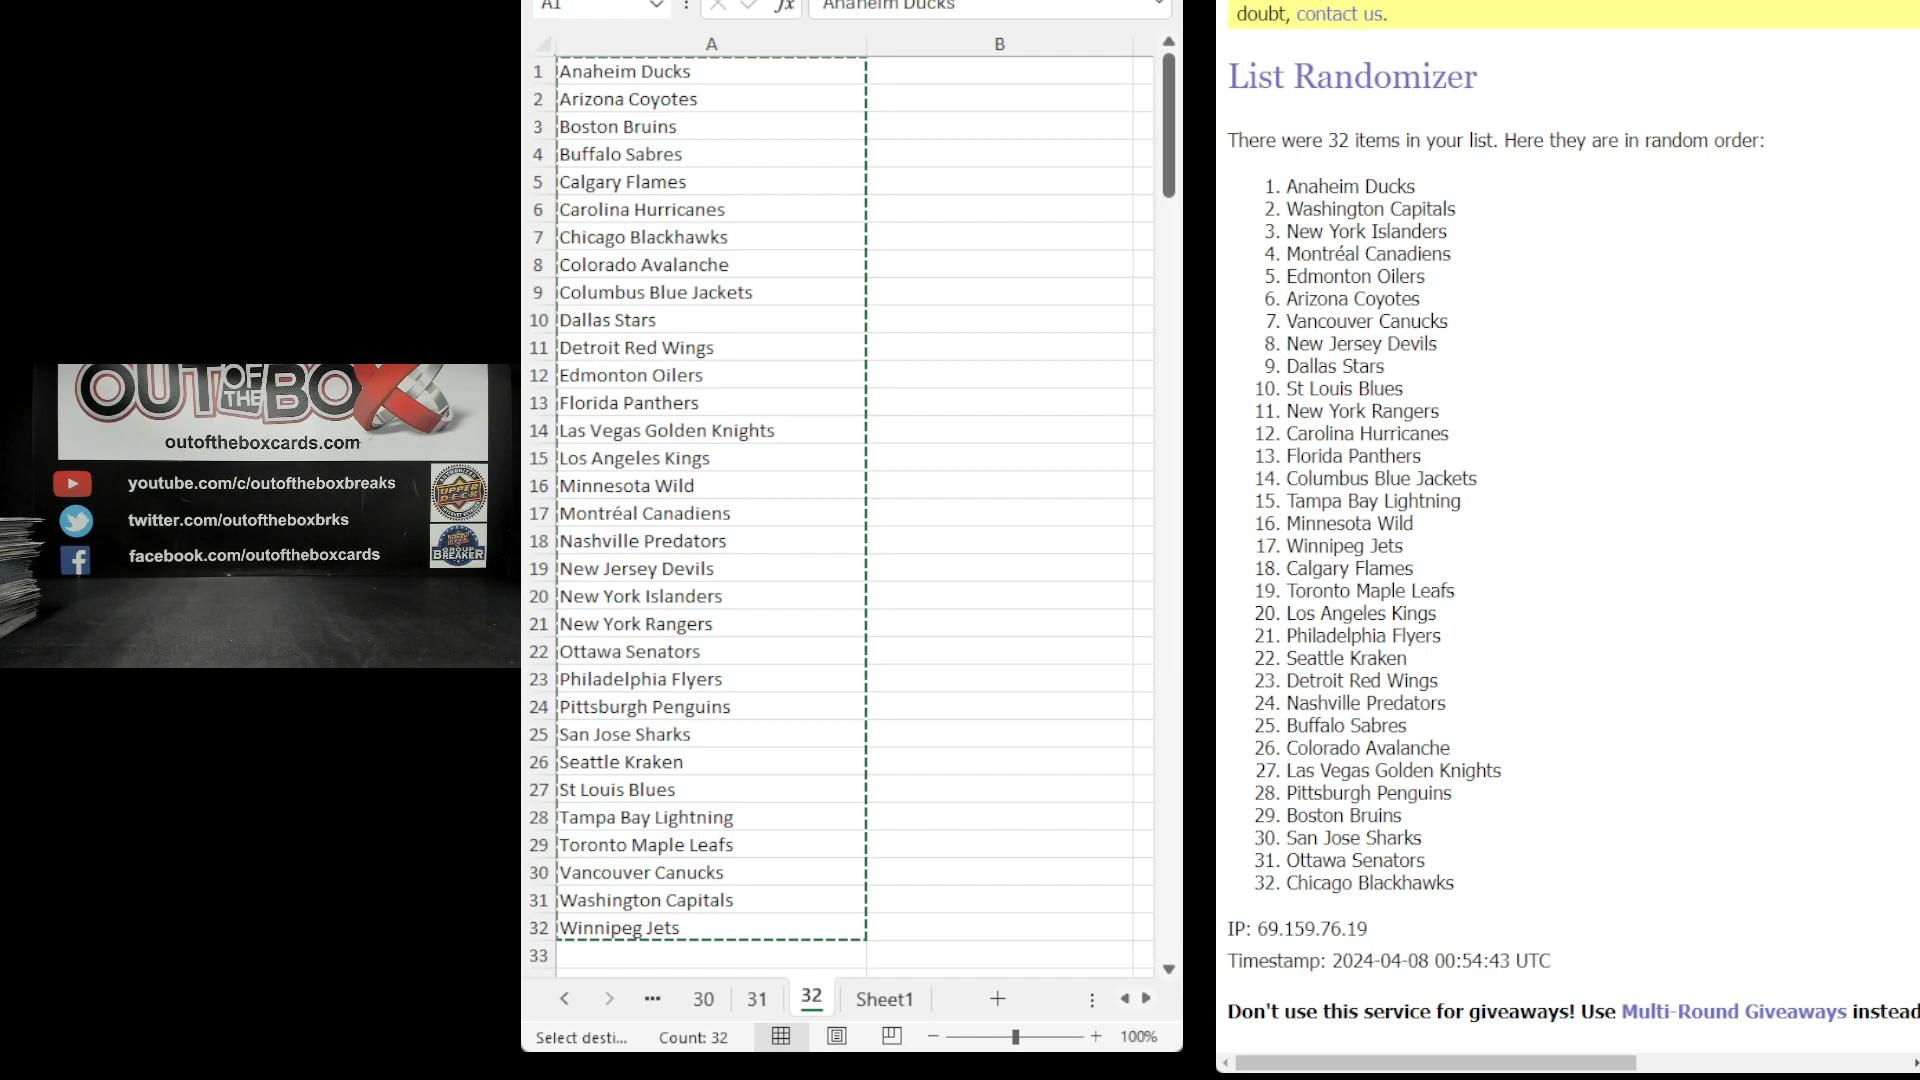 OUT OF THE BOX
outoftheboxcards.com
youtube.com/c/outoftheboxbreaks
twitter.com/outoftheboxbrks
facebook.com/outoftheboxcards
UPPER DECK
GROUP BREAKER
A1
fx
Anaheim Ducks
A B
1 Anaheim Ducks
2 Arizona Coyotes
3 Boston Bruins
4 Buffalo Sabres
5 Calgary Flames
6 Carolina Hurricanes
7 Chicago Blackhawks
8 Colorado Avalanche
9 Columbus Blue Jackets
10 Dallas Stars
11 Detroit Red Wings
12 Edmonton Oilers
13 Florida Panthers
14 Las Vegas Golden Knights
15 Los Angeles Kings
16 Minnesota Wild
17 Montréal Canadiens
18 Nashville Predators
19 New Jersey Devils
20 New York Islanders
21 New York Rangers
22 Ottawa Senators
23 Philadelphia Flyers
24 Pittsburgh Penguins
25 San Jose Sharks
26 Seattle Kraken
27 St Louis Blues
28 Tampa Bay Lightning
29 Toronto Maple Leafs
30 Vancouver Canucks
31 Washington Capitals
32 Winnipeg Jets
33
... 30 31 32 Sheet1 +
Select desti... Count: 32 100%
doubt, contact us.
List Randomizer
There were 32 items in your list. Here they are in random order:
1. Anaheim Ducks
2. Washington Capitals
3. New York Islanders
4. Montréal Canadiens
5. Edmonton Oilers
6. Arizona Coyotes
7. Vancouver Canucks
8. New Jersey Devils
9. Dallas Stars
10. St Louis Blues
11. New York Rangers
12. Carolina Hurricanes
13. Florida Panthers
14. Columbus Blue Jackets
15. Tampa Bay Lightning
16. Minnesota Wild
17. Winnipeg Jets
18. Calgary Flames
19. Toronto Maple Leafs
20. Los Angeles Kings
21. Philadelphia Flyers
22. Seattle Kraken
23. Detroit Red Wings
24. Nashville Predators
25. Buffalo Sabres
26. Colorado Avalanche
27. Las Vegas Golden Knights
28. Pittsburgh Penguins
29. Boston Bruins
30. San Jose Sharks
31. Ottawa Senators
32. Chicago Blackhawks
IP: 69.159.76.19
Timestamp: 2024-04-08 00:54:43 UTC
Don't use this service for giveaways! Use Multi-Round Giveaways instead